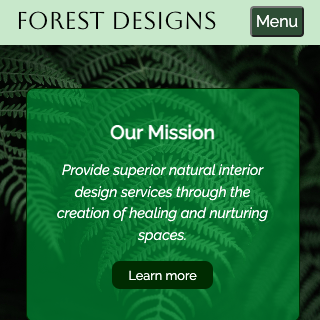 FOREST DESIGNS
Menu
Our Mission
Provide superior natural interior
design services through the
creation of healing and nurturing
spaces.
Learn more